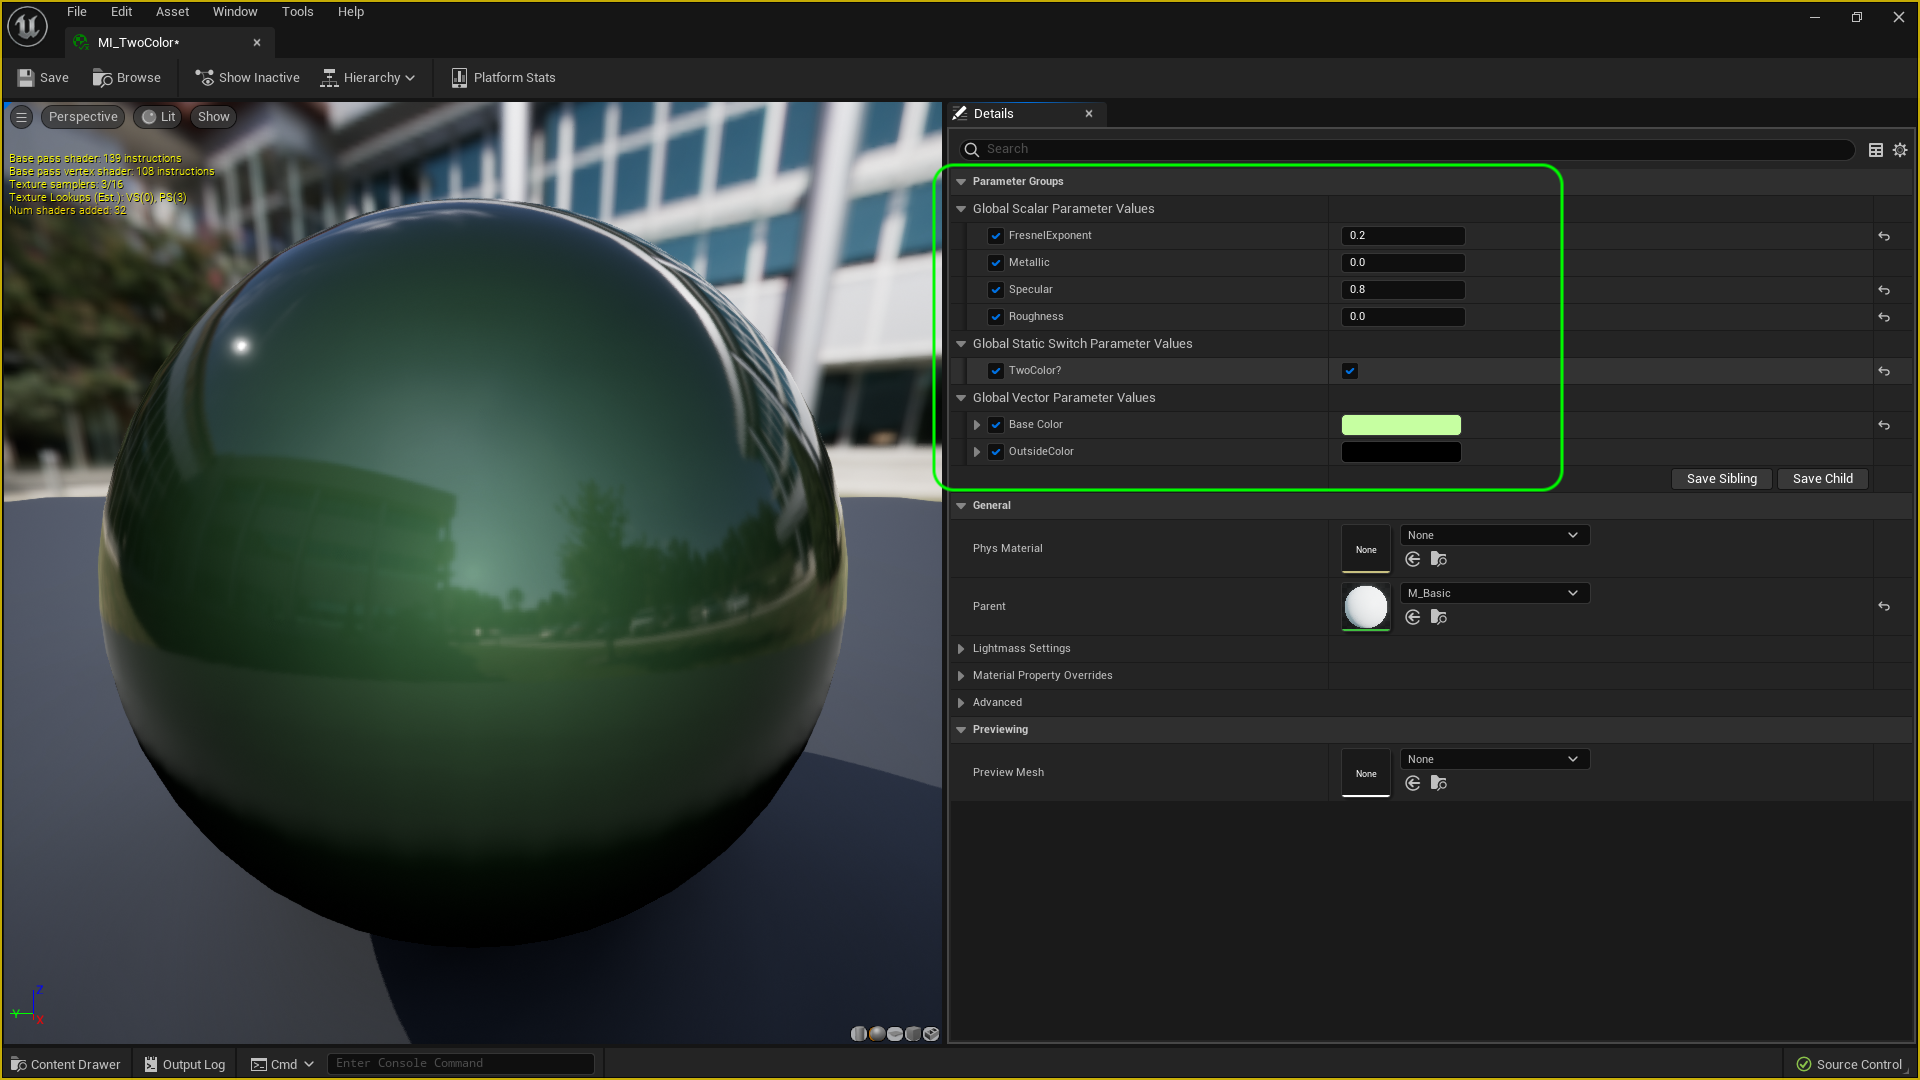 File Edit Asset Window Tools Help
MI_TwoColor*
Save Browse Show Inactive Hierarchy Platform Stats
Perspective Lit Show
Base pass shader: 139 instructions
Base pass vertex shader: 108 instructions
Texture samplers: 3/16
Texture Lookups (Est.): VS(0), PS(3)
Num shaders added: 32
Z
Y
X
Details
Search
Parameter Groups
Global Scalar Parameter Values
FresnelExponent 0.2
Metallic 0.0
Specular 0.8
Roughness 0.0
Global Static Switch Parameter Values
TwoColor?
Global Vector Parameter Values
Base Color
OutsideColor
Save Sibling Save Child
General
Phys Material None None
Parent M_Basic
Lightmass Settings
Material Property Overrides
Advanced
Previewing
Preview Mesh None None
Content Drawer Output Log Cmd Enter Console Command Source Control